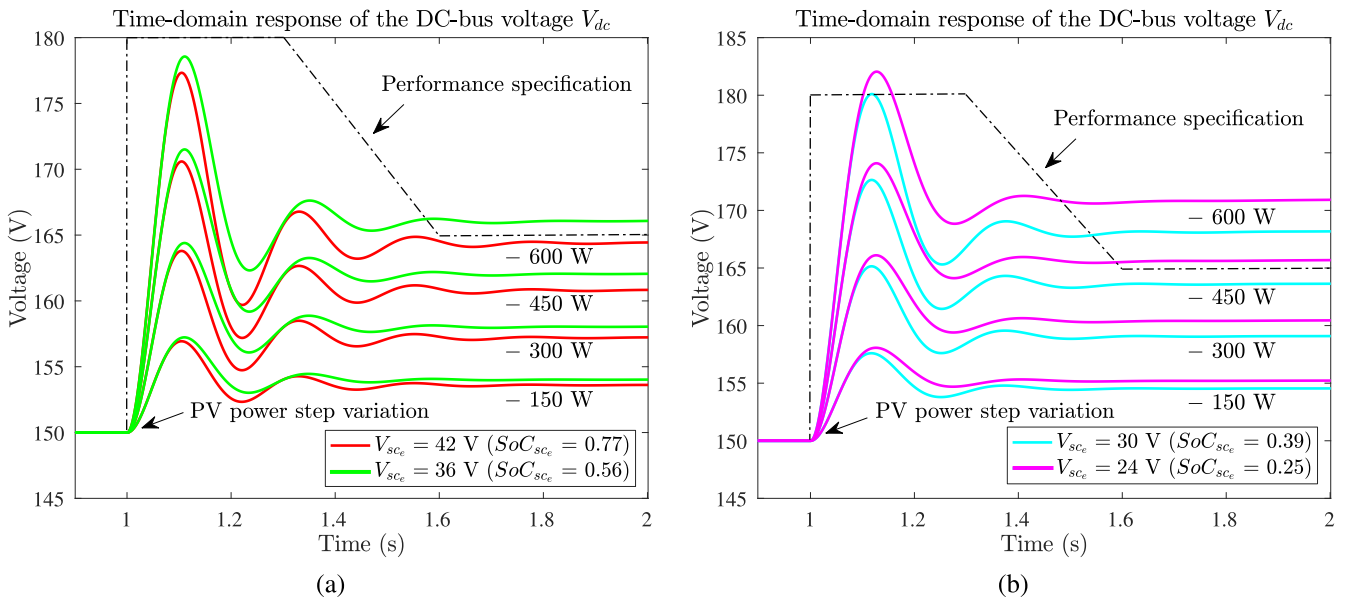 Time-domain response of the DC-bus voltage V_dc
180
175
170
165
160
155
150
145
Voltage (V)
Performance specification
− 600 W
− 450 W
− 300 W
− 150 W
PV power step variation
V_sc_e = 42 V (SoC_sc_e = 0.77)
V_sc_e = 36 V (SoC_sc_e = 0.56)
1 1.2 1.4 1.6 1.8 2
Time (s)
(a)
Time-domain response of the DC-bus voltage V_dc
185
180
175
170
165
160
155
150
145
Voltage (V)
Performance specification
− 600 W
− 450 W
− 300 W
− 150 W
PV power step variation
V_sc_e = 30 V (SoC_sc_e = 0.39)
V_sc_e = 24 V (SoC_sc_e = 0.25)
1 1.2 1.4 1.6 1.8 2
Time (s)
(b)